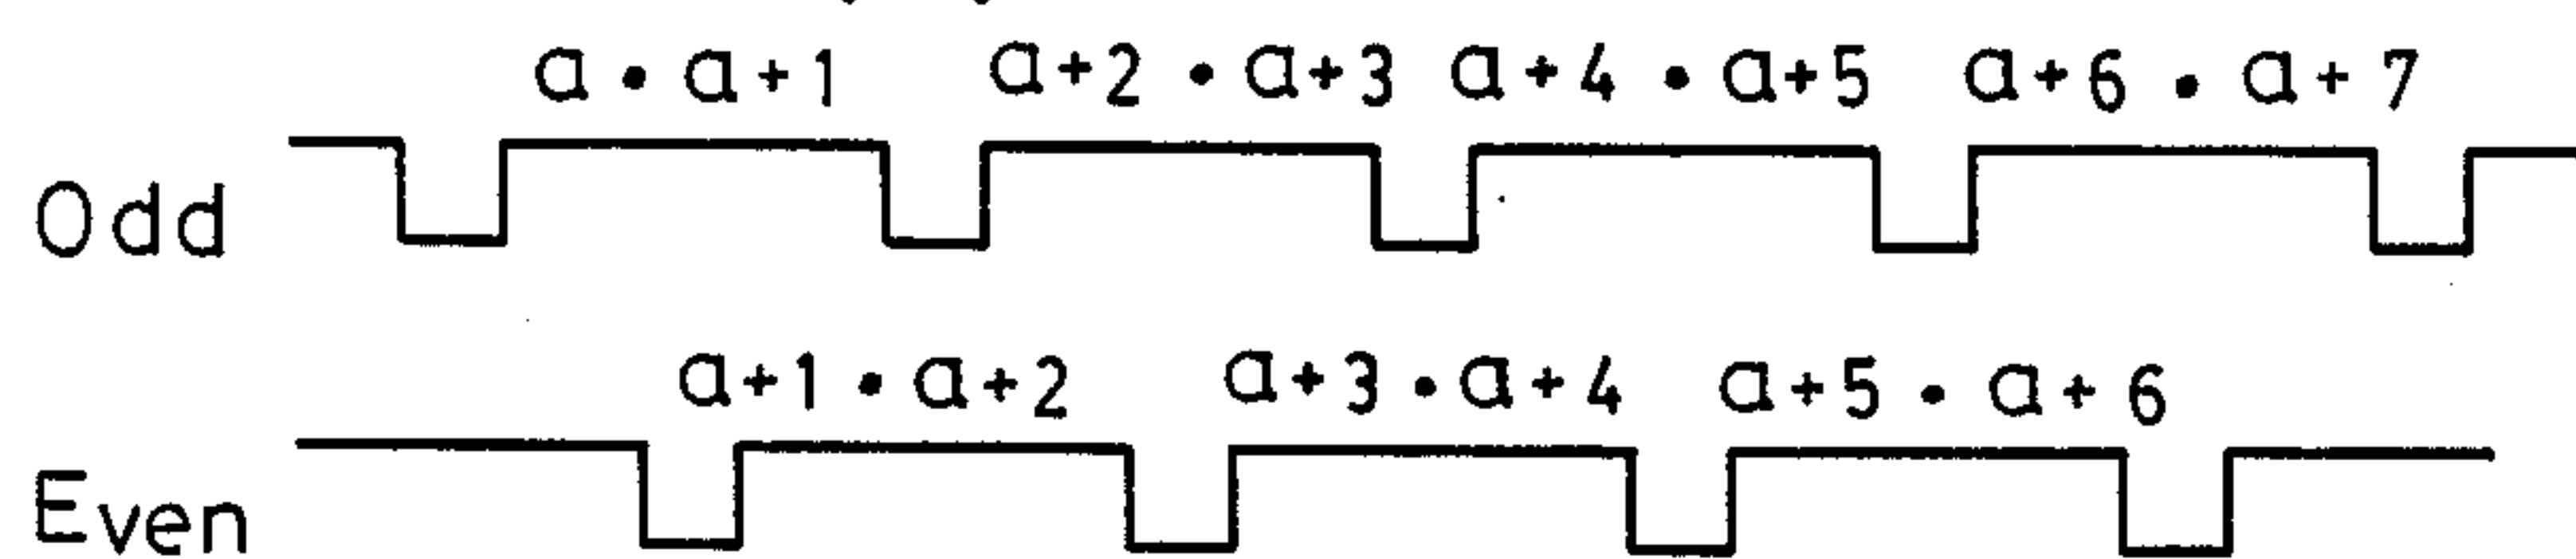 a • a+1 a+2 • a+3 a+4 • a+5 a+6 • a+7
Odd
a+1 • a+2 a+3 • a+4 a+5 • a+6
Even